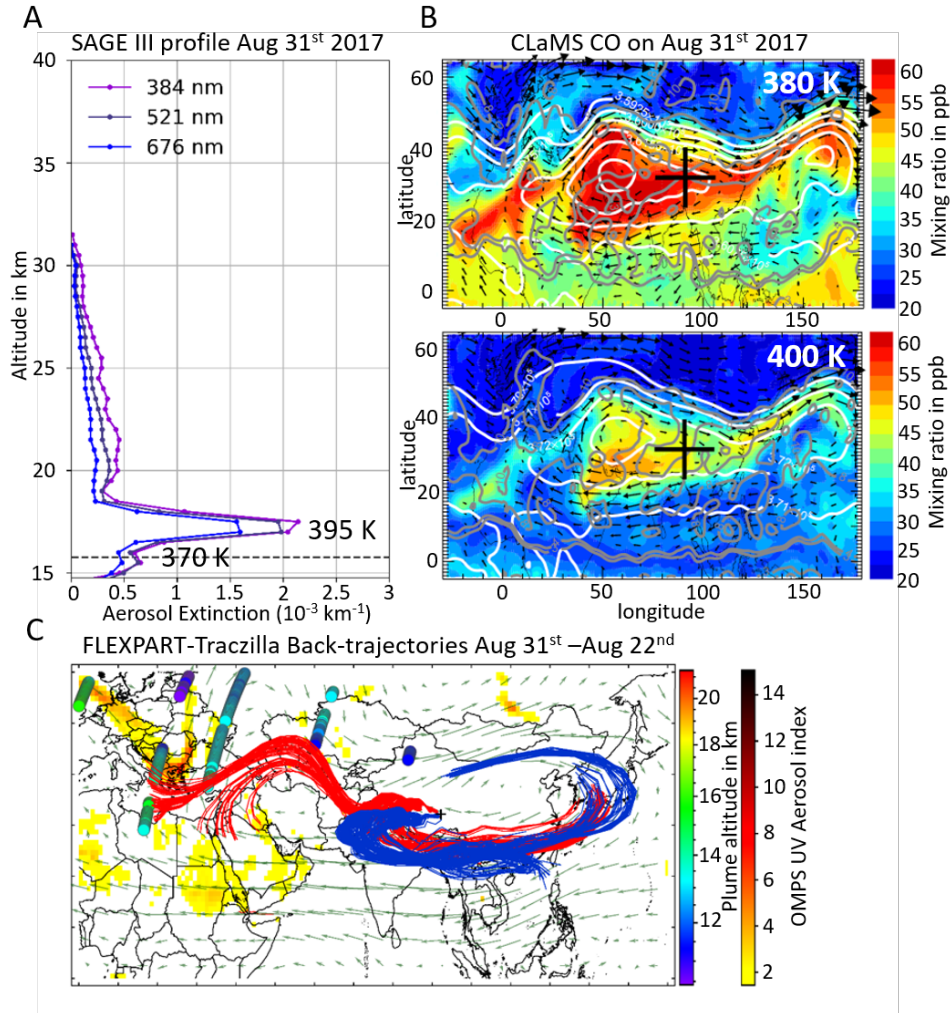 A
SAGE III profile Aug 31st 2017
40
35
30
25
20
15
Altitude in km
384 nm
521 nm
676 nm
395 K
370 K
0
0.5
1
1.5
2
2.5
3
Aerosol Extinction (10-3 km-1)
B
CLaMS CO on Aug 31st 2017
380 K
60
40
20
0
latitude
0
50
100
150
60
55
50
45
40
35
30
25
20
Mixing ratio in ppb
400 K
60
40
20
0
latitude
0
50
100
150
longitude
60
55
50
45
40
35
30
25
20
Mixing ratio in ppb
C
FLEXPART-Traczilla Back-trajectories Aug 31st –Aug 22nd
20
18
16
14
12
Plume altitude in km
14
12
10
8
6
4
2
OMIPS UV Aerosol index